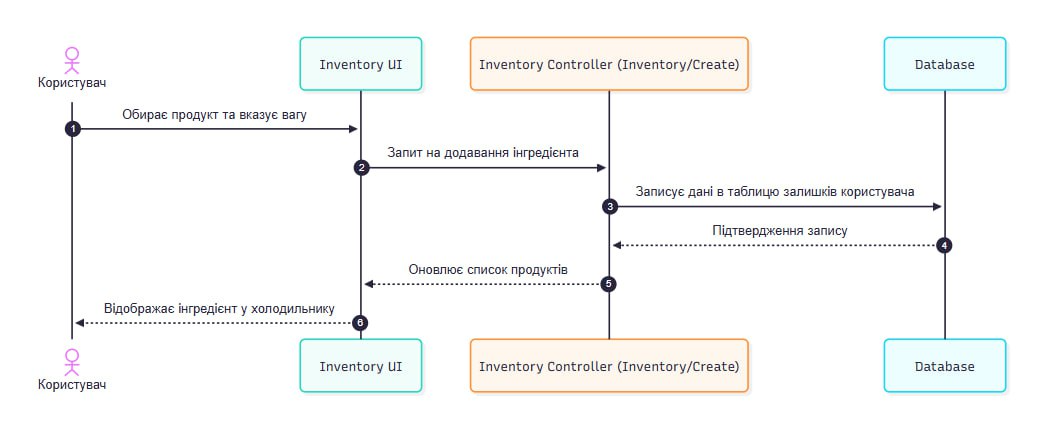 Користувач
Inventory UI
Inventory Controller (Inventory/Create)
Database
Обирає продукт та вказує вагу
1
Запит на додавання інгредієнта
2
Записує дані в таблицю залишків користувача
3
Підтвердження запису
4
Оновлює список продуктів
5
Відображає інгредієнт у холодильнику
6
Користувач
Inventory UI
Inventory Controller (Inventory/Create)
Database